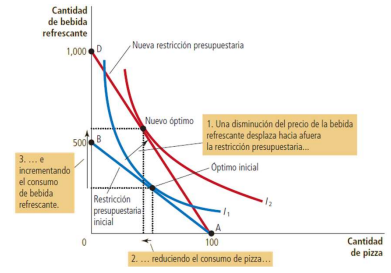 Cantidad
de bebida
refrescante
D
1,000
Nueva restricción presupuestaria
Nuevo óptimo
1. Una disminución del precio de la bebida
refrescante desplaza hacia afuera
la restricción presupuestaria...
500
B
3. ... e
incrementando
el consumo
de bebida
refrescante.
Óptimo inicial
Restricción
presupuestaria
inicial
I1
I2
A
0
100
Cantidad
de pizza
2. ... reduciendo el consumo de pizza...